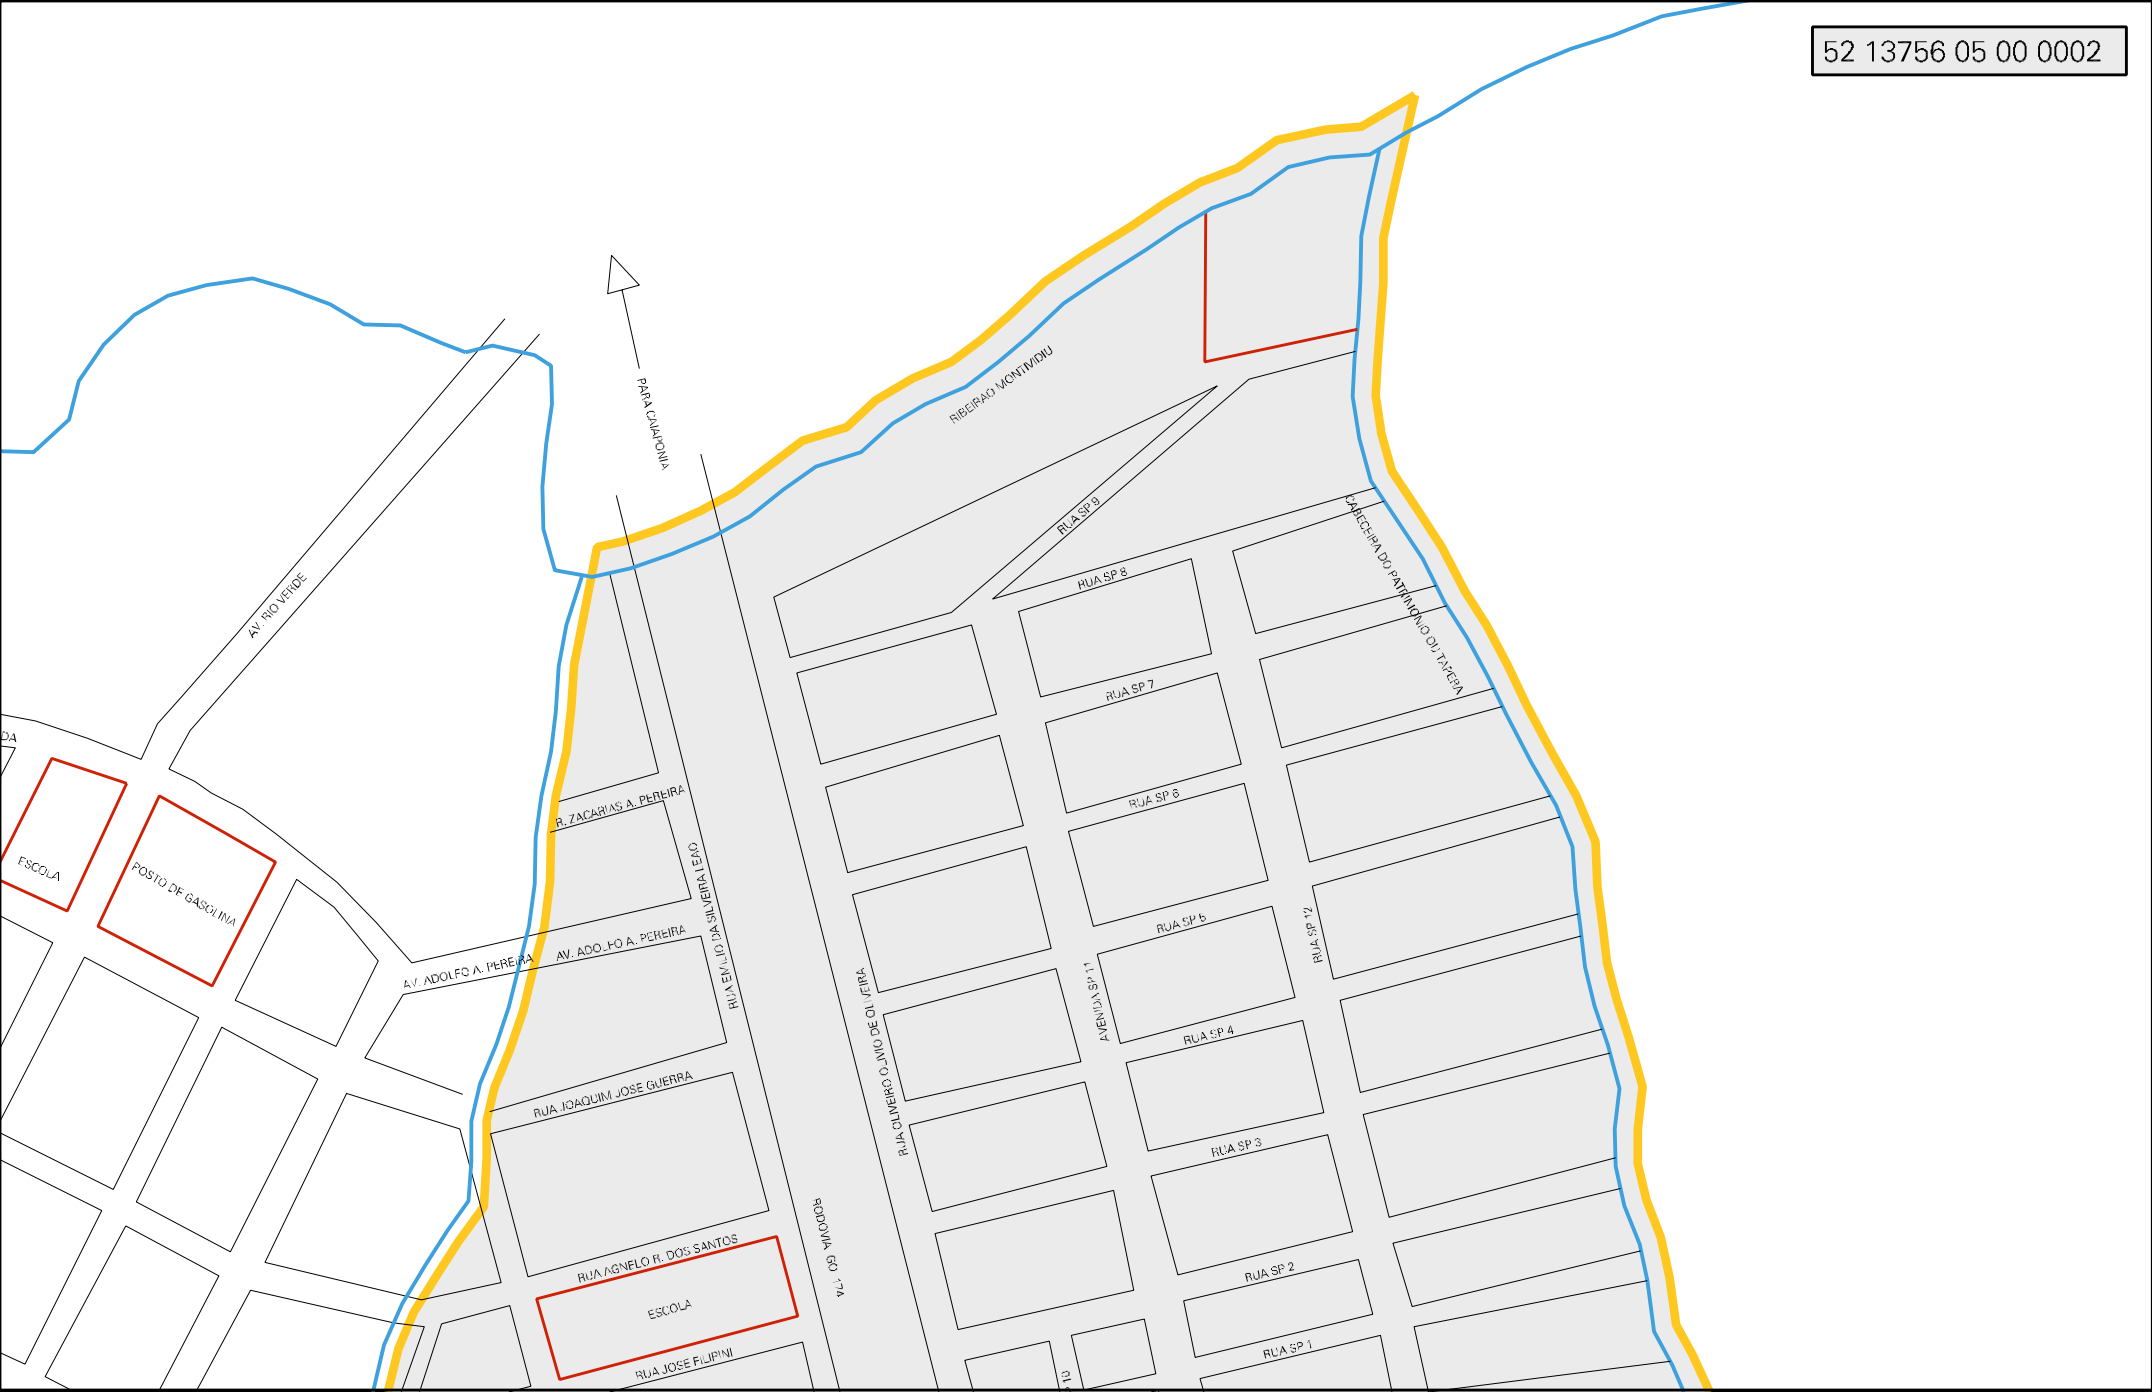 52 13756 05 00 0002
PARA CAIAPONIA
RIBEIRAO MONTIVIDIU
RUA SP 9
CABECEIRA DO PATRIMONIO OU TAPERA
AV. RIO VERDE
RUA SP 8
RUA SP 7
DA
R. ZACARIAS A. PEREIRA
RUA SP 6
ESCOLA
POSTO DE GASOLINA
RUA EMILIO DA SILVEIRA LEAO
RUA SP 5
RUA SP 12
AV. ADOLFO A. PEREIRA
AV. ADOLFO A. PEREIRA
AVENIDA SP 11
RUA OLIVEIRO OLIVIO DE OLIVEIRA
RUA SP 4
RUA JOAQUIM JOSE GUERRA
RUA SP 3
RODOVIA GO 174
RUA AGNELO R. DOS SANTOS
RUA SP 2
ESCOLA
RUA SP 1
RUA JOSE FILIPINI
10